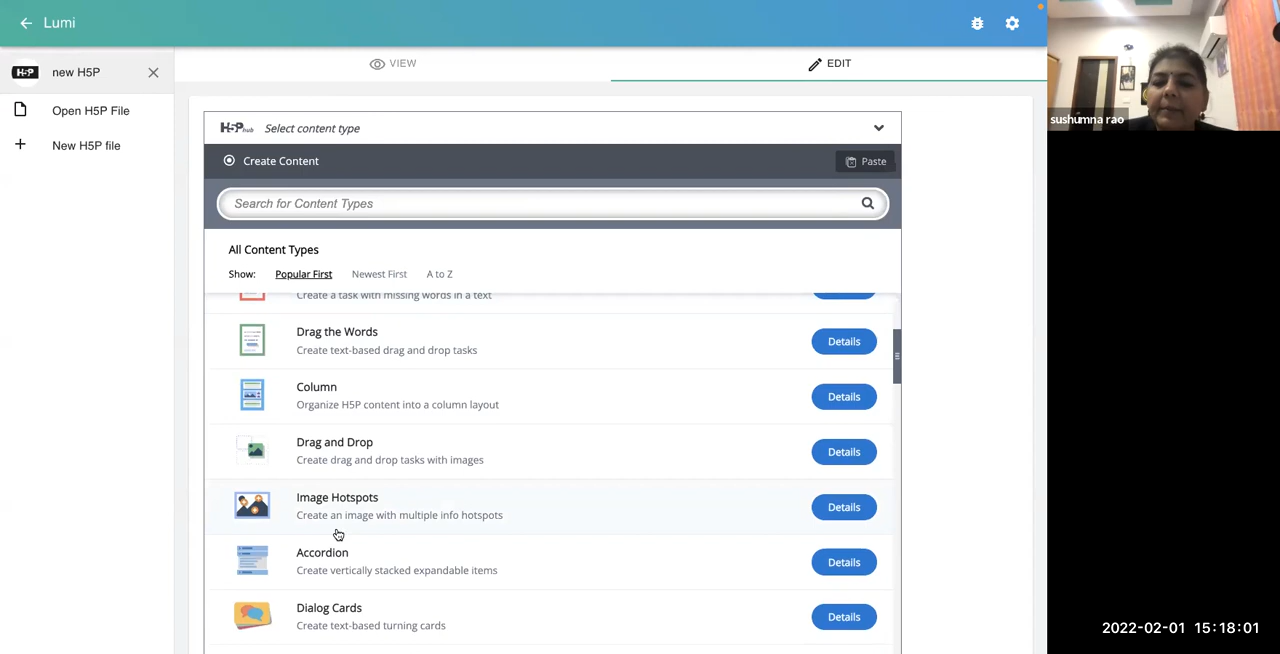 Lumi
H5P new H5P
Open H5P File
New H5P file
VIEW
EDIT
H5P hub Select content type
Create Content
Paste
Search for Content Types
All Content Types
Show: Popular First Newest First A to Z
Create a task with missing words in a text
Drag the Words
Create text-based drag and drop tasks
Details
Column
Organize H5P content into a column layout
Details
Drag and Drop
Create drag and drop tasks with images
Details
Image Hotspots
Create an image with multiple info hotspots
Details
Accordion
Create vertically stacked expandable items
Details
Dialog Cards
Create text-based turning cards
Details
sushumna rao
2022-02-01 15:18:01